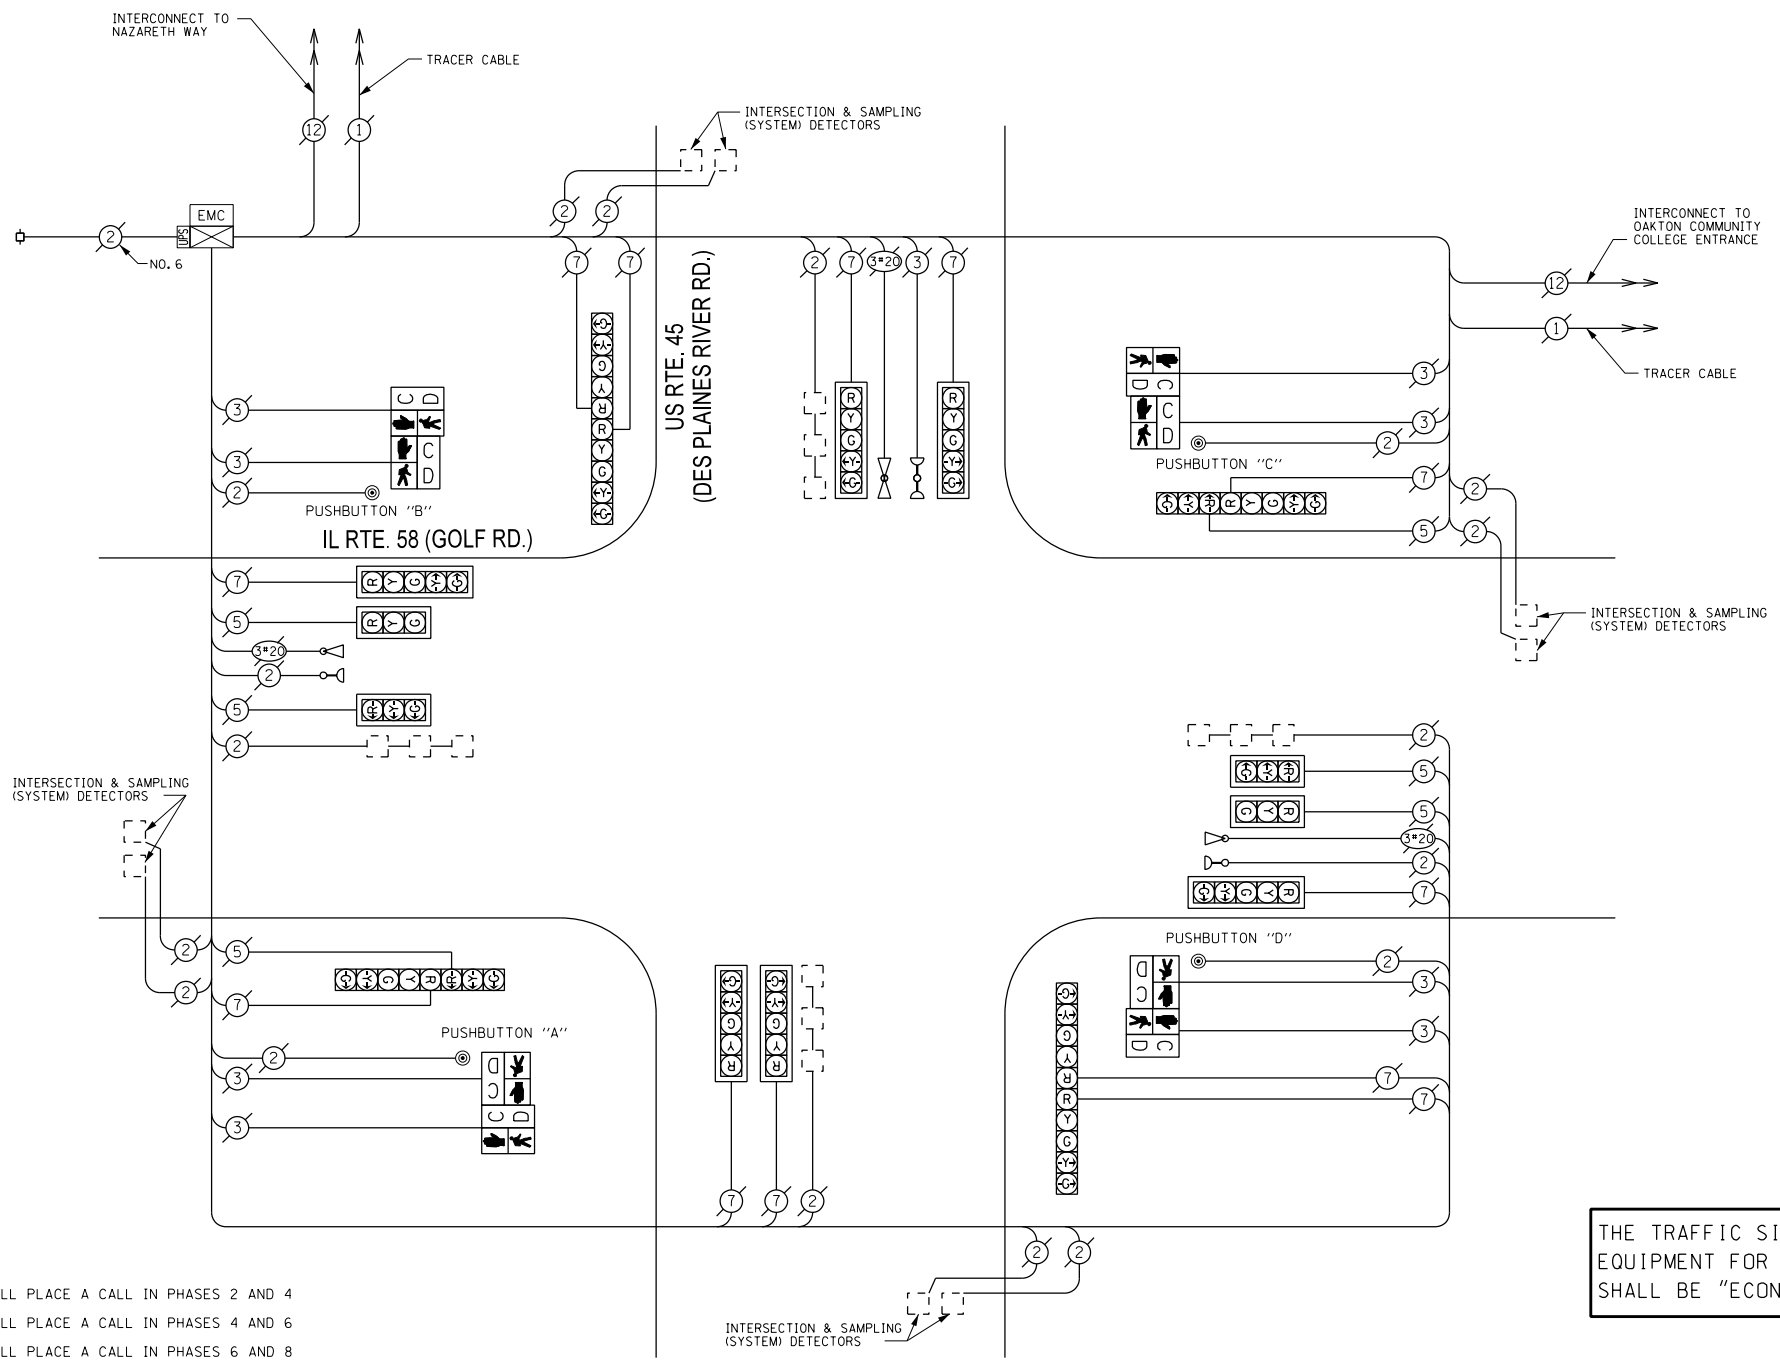 INTERCONNECT TO
NAZARETH WAY
TRACER CABLE
INTERSECTION & SAMPLING
(SYSTEM) DETECTORS
12
1
INTERCONNECT TO
OAKTON COMMUNITY
COLLEGE ENTRANCE
EMC
UPS
2
NO. 6
2
2
7
7
2
7
3#20
3
7
12
1
TRACER CABLE
US RTE. 45
(DES PLAINES RIVER RD.)
G
Y
G
Y
R
R
Y
G
Y
G
R
Y
G
Y
G
R
Y
G
Y
G
3
C D
3
C
D
2
PUSHBUTTON "B"
IL RTE. 58 (GOLF RD.)
3
D C
3
C
D
2
PUSHBUTTON "C"
7
G Y R R Y G Y G
5
2
2
INTERSECTION & SAMPLING
(SYSTEM) DETECTORS
7
R Y G Y G
5
R Y G
3#20
2
5
R Y G
2
INTERSECTION & SAMPLING
(SYSTEM) DETECTORS
2
G Y R
5
G Y R
5
3#20
2
G Y G Y R
7
2
2
5
G Y G Y R R Y G
7
PUSHBUTTON "A"
2
3
D
C
C D
3
G
Y
G
Y
R
G
Y
G
Y
R
7
7
2
PUSHBUTTON "D"
2
D
C
3
3
D C
G
Y
G
Y
R
R
Y
G
Y
G
7
7
2
2
INTERSECTION & SAMPLING
(SYSTEM) DETECTORS
LL PLACE A CALL IN PHASES 2 AND 4
LL PLACE A CALL IN PHASES 4 AND 6
LL PLACE A CALL IN PHASES 6 AND 8
THE TRAFFIC SI
EQUIPMENT FOR
SHALL BE "ECON